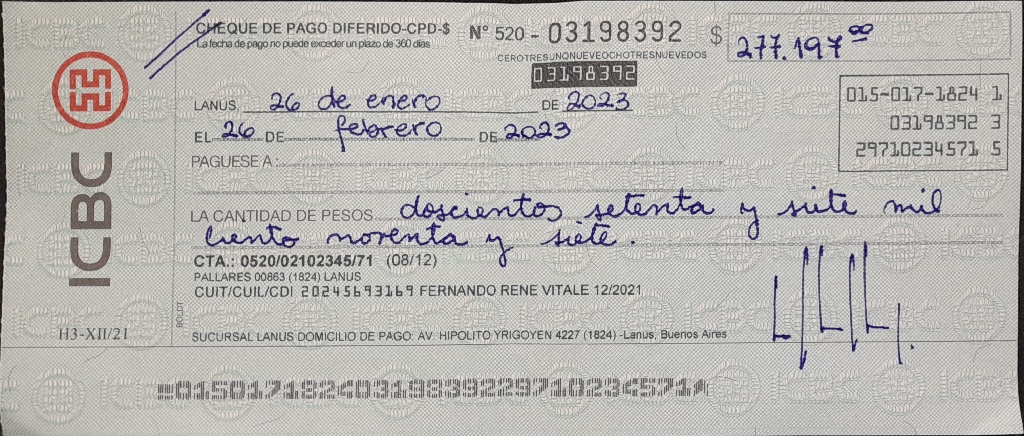 CHEQUE DE PAGO DIFERIDO-CPD-$ Nº 520 - 03198392 $ 277.197⁰⁰
La fecha de pago no puede exceder un plazo de 360 días
CEROTRESUNONUEVEOCHOTRESNUEVEDOS
03198392
LANUS, 26 de enero DE 2023
EL 26 DE febrero DE 2023
PAGUESE A :
015-017-1824 1
03198392 3
29710234571 5
LA CANTIDAD DE PESOS doscientos setenta y siete mil
ciento noventa y siete.
CTA.: 0520/02102345/71 (08/12)
PALLARES 00863 (1824) LANUS
CUIT/CUIL/CDI 20245693169 FERNANDO RENE VITALE 12/2021
SUCURSAL LANUS DOMICILIO DE PAGO: AV. HIPOLITO YRIGOYEN 4227 (1824) -Lanus, Buenos Aires
ICBC
H3-XII/21
BOLDT
01501718240319839229710234571